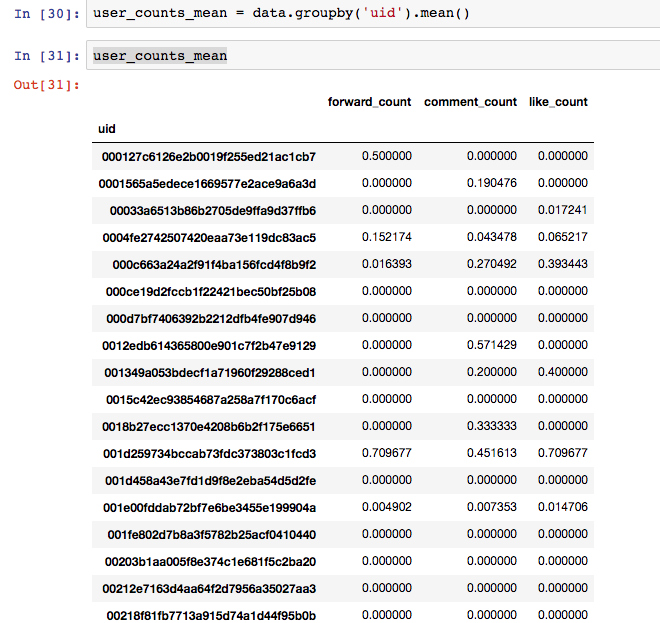 In [30]: user_counts_mean = data.groupby('uid').mean()
In [31]: user_counts_mean
Out[31]:
forward_count comment_count like_count
uid
000127c6126e2b0019f255ed21ac1cb7 0.500000 0.000000 0.000000
0001565a5edece1669577e2ace9a6a3d 0.000000 0.190476 0.000000
00033a6513b86b2705de9ffa9d37ffb6 0.000000 0.000000 0.017241
0004fe2742507420eaa73e119dc83ac5 0.152174 0.043478 0.065217
000c663a24a2f91f4ba156fcd4f8b9f2 0.016393 0.270492 0.393443
000ce19d2fccb1f22421bec50bf25b08 0.000000 0.000000 0.000000
000d7bf7406392b2212dfb4fe907d946 0.000000 0.000000 0.000000
0012edb614365800e901c7f2b47e9129 0.000000 0.571429 0.000000
001349a053bdecf1a71960f29288ced1 0.000000 0.200000 0.400000
0015c42ec93854687a258a7f170c6acf 0.000000 0.000000 0.000000
0018b27ecc1370e4208b6b2f175e6651 0.000000 0.333333 0.000000
001d259734bccab73fdc373803c1fcd3 0.709677 0.451613 0.709677
001d458a43e7fd1d9f8e2eba54d5d2fe 0.000000 0.000000 0.000000
001e00fddab72bf7e6be3455e199904a 0.004902 0.007353 0.014706
001fe802d7b8a3f5782b25acf0410440 0.000000 0.000000 0.000000
00203b1aa005f8e374c1e681f5c2ba20 0.000000 0.000000 0.000000
00212e7163d4aa64f2d7956a35027aa3 0.000000 0.000000 0.000000
00218f81fb7713a915d74a1d44f95b0b 0.000000 0.000000 0.000000